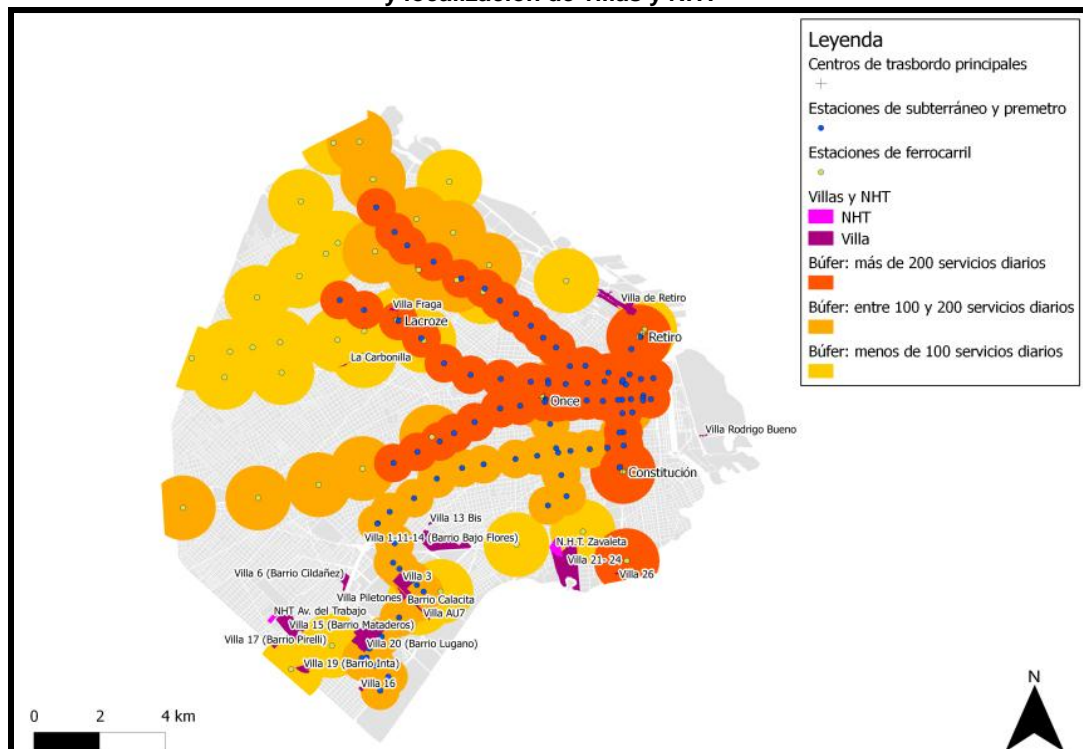 y localización de Villas y NHT
Leyenda
Centros de trasbordo principales
Estaciones de subterráneo y premetro
Estaciones de ferrocarril
Villas y NHT
NHT
Villa
Búfer: más de 200 servicios diarios
Búfer: entre 100 y 200 servicios diarios
Búfer: menos de 100 servicios diarios
Villa de Retiro
Villa Fraga
Lacroze
Retiro
La Carbonilla
Once
Villa Rodrigo Bueno
Constitución
Villa 13 Bis
Villa 1-11-14 (Barrio Bajo Flores)
N.H.T. Zavaleta
Villa 21- 24
Villa 26
Villa 6 (Barrio Cildañez)
Villa 3
Villa Piletones
Barrio Calacita
Villa AU7
NHT Av. del Trabajo
Villa 15 (Barrio Mataderos)
Villa 17 (Barrio Pirelli)
Villa 20 (Barrio Lugano)
Villa 19 (Barrio Inta)
Villa 16
N
0 2 4 km